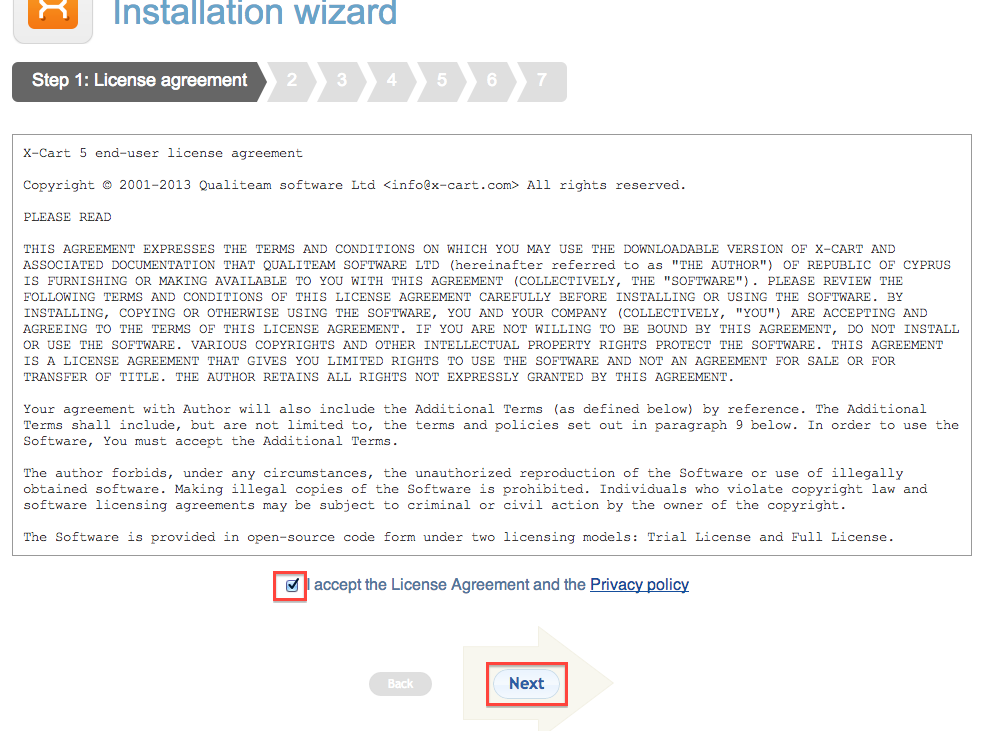 Installation wizard
Step 1: License agreement 2 3 4 5 6 7
X-Cart 5 end-user license agreement
Copyright © 2001-2013 Qualiteam software Ltd <info@x-cart.com> All rights reserved.
PLEASE READ
THIS AGREEMENT EXPRESSES THE TERMS AND CONDITIONS ON WHICH YOU MAY USE THE DOWNLOADABLE VERSION OF X-CART AND
ASSOCIATED DOCUMENTATION THAT QUALITEAM SOFTWARE LTD (hereinafter referred to as "THE AUTHOR") OF REPUBLIC OF CYPRUS
IS FURNISHING OR MAKING AVAILABLE TO YOU WITH THIS AGREEMENT (COLLECTIVELY, THE "SOFTWARE"). PLEASE REVIEW THE
FOLLOWING TERMS AND CONDITIONS OF THIS LICENSE AGREEMENT CAREFULLY BEFORE INSTALLING OR USING THE SOFTWARE. BY
INSTALLING, COPYING OR OTHERWISE USING THE SOFTWARE, YOU AND YOUR COMPANY (COLLECTIVELY, "YOU") ARE ACCEPTING AND
AGREEING TO THE TERMS OF THIS LICENSE AGREEMENT. IF YOU ARE NOT WILLING TO BE BOUND BY THIS AGREEMENT, DO NOT INSTALL
OR USE THE SOFTWARE. VARIOUS COPYRIGHTS AND OTHER INTELLECTUAL PROPERTY RIGHTS PROTECT THE SOFTWARE. THIS AGREEMENT
IS A LICENSE AGREEMENT THAT GIVES YOU LIMITED RIGHTS TO USE THE SOFTWARE AND NOT AN AGREEMENT FOR SALE OR FOR
TRANSFER OF TITLE. THE AUTHOR RETAINS ALL RIGHTS NOT EXPRESSLY GRANTED BY THIS AGREEMENT.
Your agreement with Author will also include the Additional Terms (as defined below) by reference. The Additional
Terms shall include, but are not limited to, the terms and policies set out in paragraph 9 below. In order to use the
Software, You must accept the Additional Terms.
The author forbids, under any circumstances, the unauthorized reproduction of the Software or use of illegally
obtained software. Making illegal copies of the Software is prohibited. Individuals who violate copyright law and
software licensing agreements may be subject to criminal or civil action by the owner of the copyright.
The Software is provided in open-source code form under two licensing models: Trial License and Full License.
I accept the License Agreement and the Privacy policy
Back Next